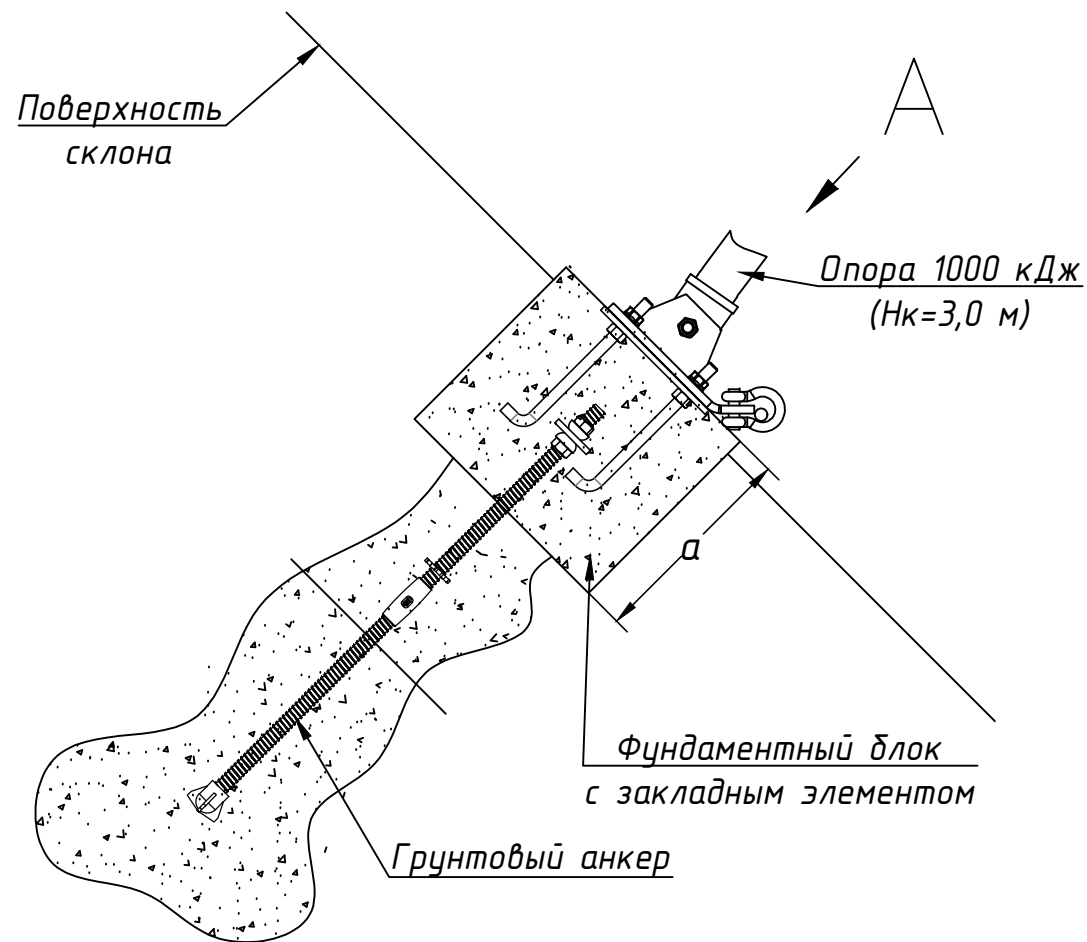 Поверхность
склона
А
Опора 1000 кДж
(Нк=3,0 м)
а
Фундаментный блок
с закладным элементом
Грунтовый анкер